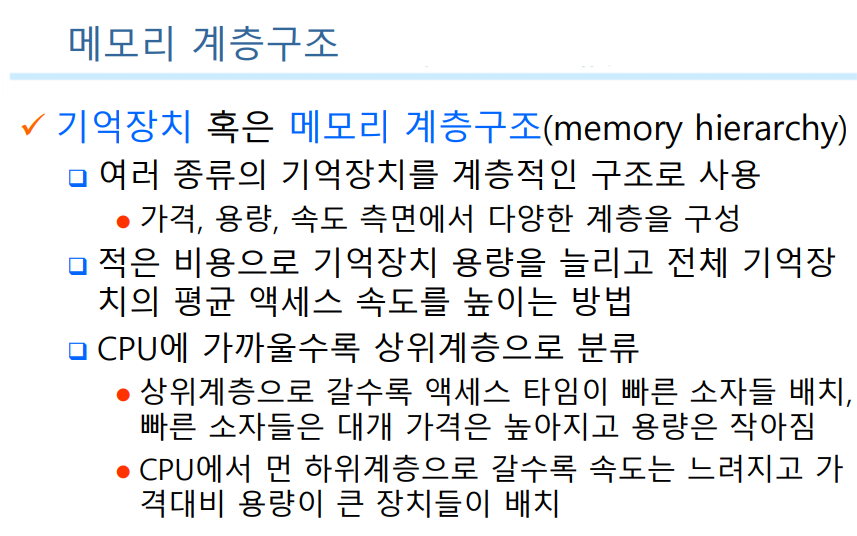 메모리 계층구조
기억장치 혹은 메모리 계층구조(memory hierarchy)
여러 종류의 기억장치를 계층적인 구조로 사용
가격, 용량, 속도 측면에서 다양한 계층을 구성
적은 비용으로 기억장치 용량을 늘리고 전체 기억장
치의 평균 액세스 속도를 높이는 방법
CPU에 가까울수록 상위계층으로 분류
상위계층으로 갈수록 액세스 타임이 빠른 소자들 배치,
빠른 소자들은 대개 가격은 높아지고 용량은 작아짐
CPU에서 먼 하위계층으로 갈수록 속도는 느려지고 가
격대비 용량이 큰 장치들이 배치